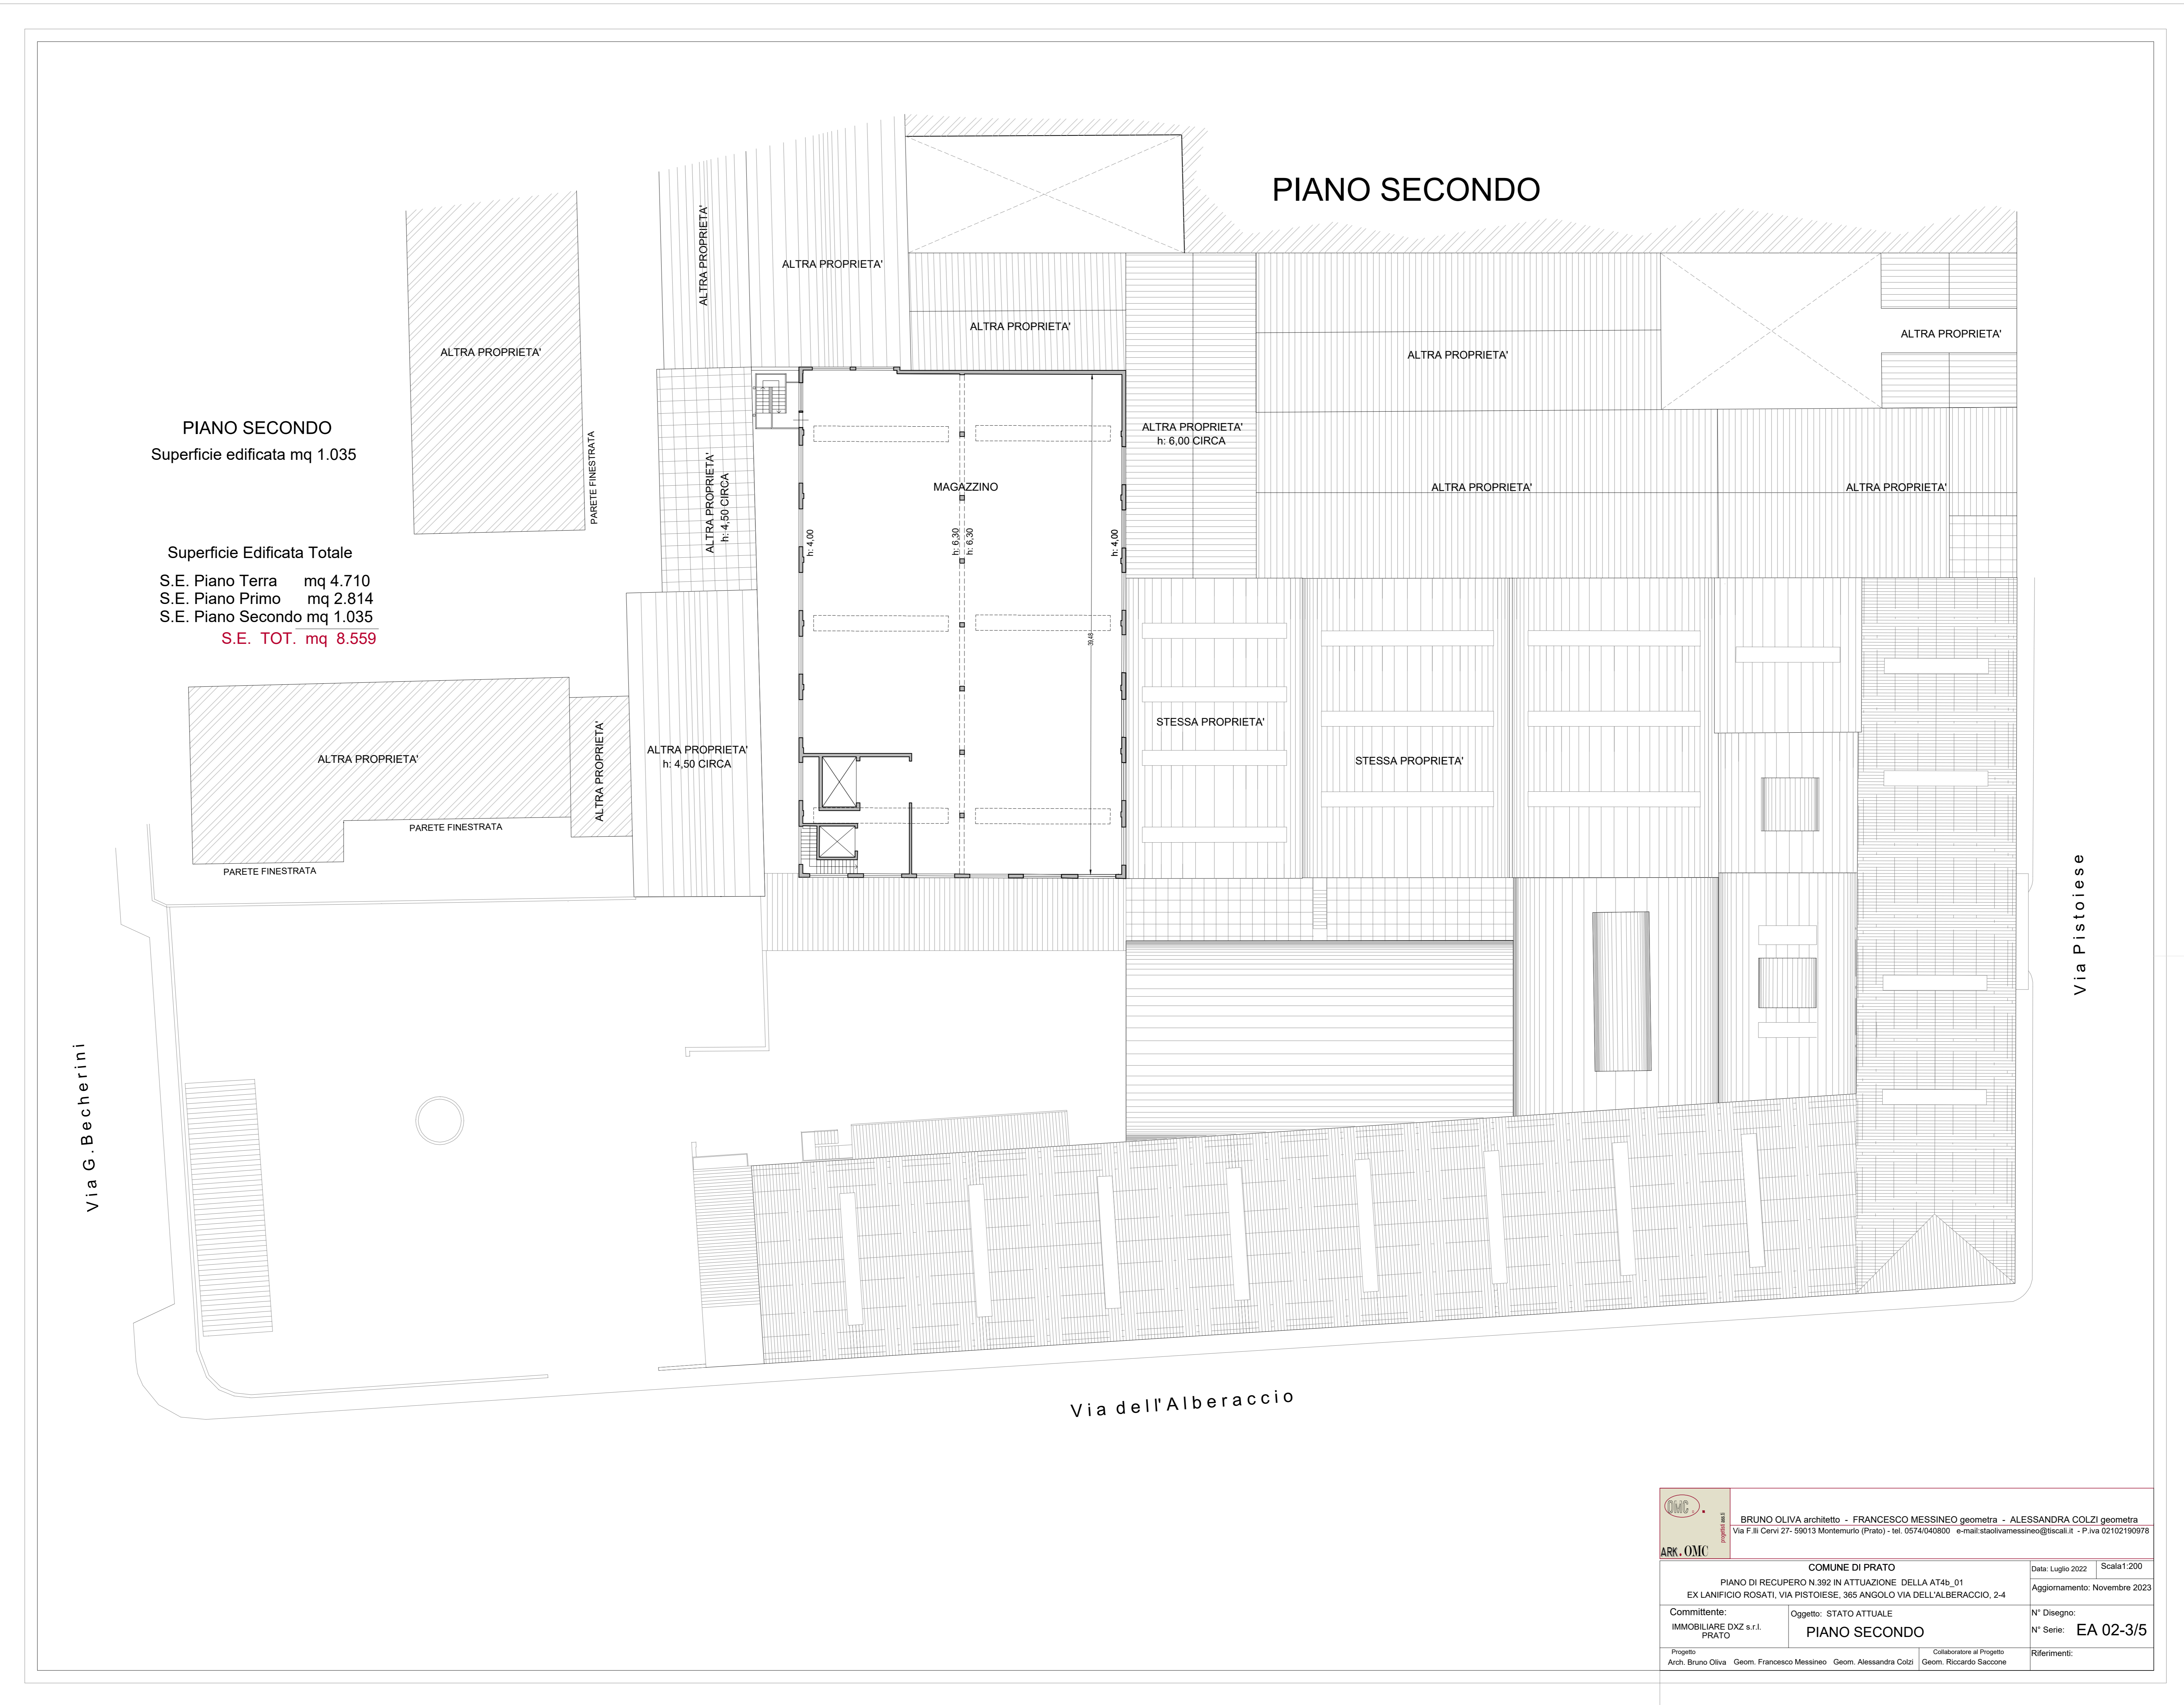 PIANO SECONDO
ALTRA PROPRIETA'
ALTRA PROPRIETA'
ALTRA PROPRIETA'
ALTRA PROPRIETA'
ALTRA PROPRIETA'
ALTRA PROPRIETA'
PIANO SECONDO
Superficie edificata mq 1.035
PARETE FINESTRATA
ALTRA PROPRIETA'
h: 4,50 CIRCA
ALTRA PROPRIETA'
h: 6,00 CIRCA
MAGAZZINO
ALTRA PROPRIETA'
ALTRA PROPRIETA'
h: 4,00
h: 6,30
h: 6,30
h: 4,00
Superficie Edificata Totale
S.E. Piano Terra mq 4.710
S.E. Piano Primo mq 2.814
S.E. Piano Secondo mq 1.035
S.E. TOT. mq 8.559
39,48
STESSA PROPRIETA'
STESSA PROPRIETA'
ALTRA PROPRIETA'
ALTRA PROPRIETA'
ALTRA PROPRIETA'
h: 4,50 CIRCA
PARETE FINESTRATA
PARETE FINESTRATA
Via Pistoiese
Via G. Becherini
Via dell'Alberaccio
OMC
progettisti ass.ti
ARK. OMC
BRUNO OLIVA architetto - FRANCESCO MESSINEO geometra - ALESSANDRA COLZI geometra
Via F.lli Cervi 27- 59013 Montemurlo (Prato) - tel. 0574/040800 e-mail:staolivamessineo@tiscali.it - P.iva 02102190978
COMUNE DI PRATO
PIANO DI RECUPERO N.392 IN ATTUAZIONE DELLA AT4b_01
EX LANIFICIO ROSATI, VIA PISTOIESE, 365 ANGOLO VIA DELL'ALBERACCIO, 2-4
Data: Luglio 2022
Scala1:200
Aggiornamento: Novembre 2023
Committente:
IMMOBILIARE DXZ s.r.l.
PRATO
Oggetto: STATO ATTUALE
PIANO SECONDO
N° Disegno:
N° Serie: EA 02-3/5
Progetto
Arch. Bruno Oliva Geom. Francesco Messineo Geom. Alessandra Colzi
Collaboratore al Progetto
Geom. Riccardo Saccone
Riferimenti: